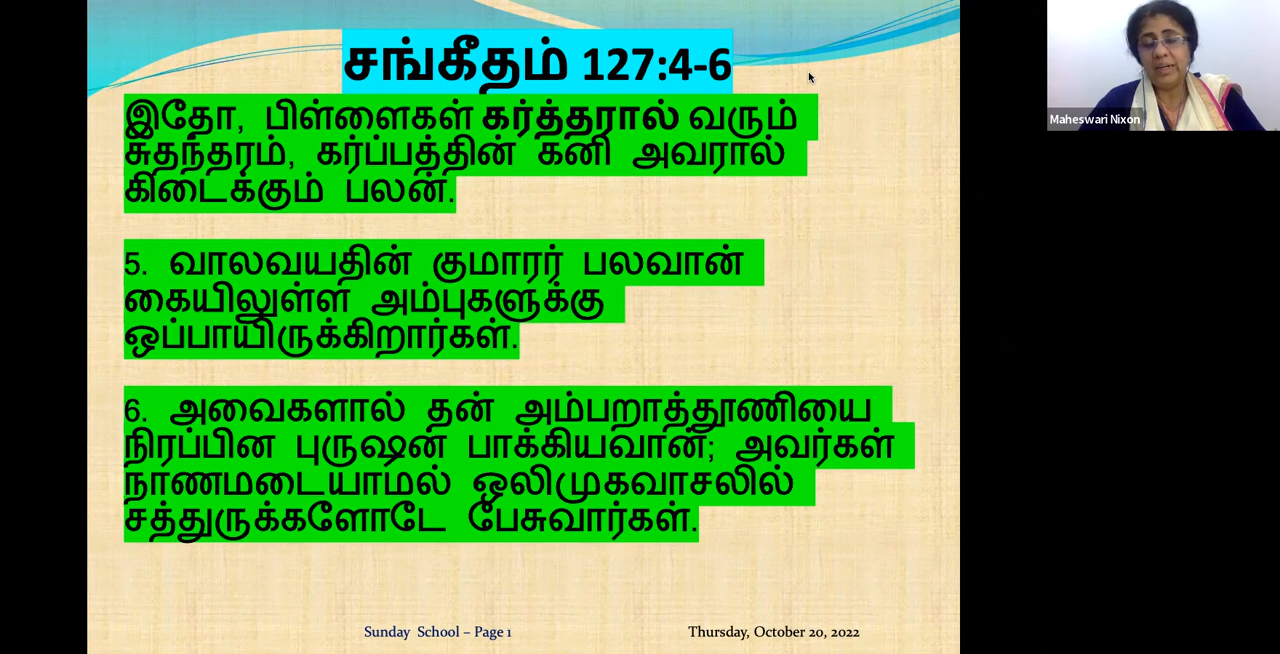 சங்கீதம் 127:4-6
இதோ, பிள்ளைகள் கர்த்தரால் வரும்
சுதந்தரம், கர்ப்பத்தின் கனி அவரால்
கிடைக்கும் பலன்.
5. வாலவயதின் குமாரர் பலவான்
கையிலுள்ள அம்புகளுக்கு
ஒப்பாயிருக்கிறார்கள்.
6. அவைகளால் தன் அம்பறாத்தூணியை
நிரப்பின புருஷன் பாக்கியவான்; அவர்கள்
நாணமடையாமல் ஒலிமுகவாசலில்
சத்துருக்களோடே பேசுவார்கள்.
Sunday School – Page 1
Thursday, October 20, 2022
Maheswari Nixon